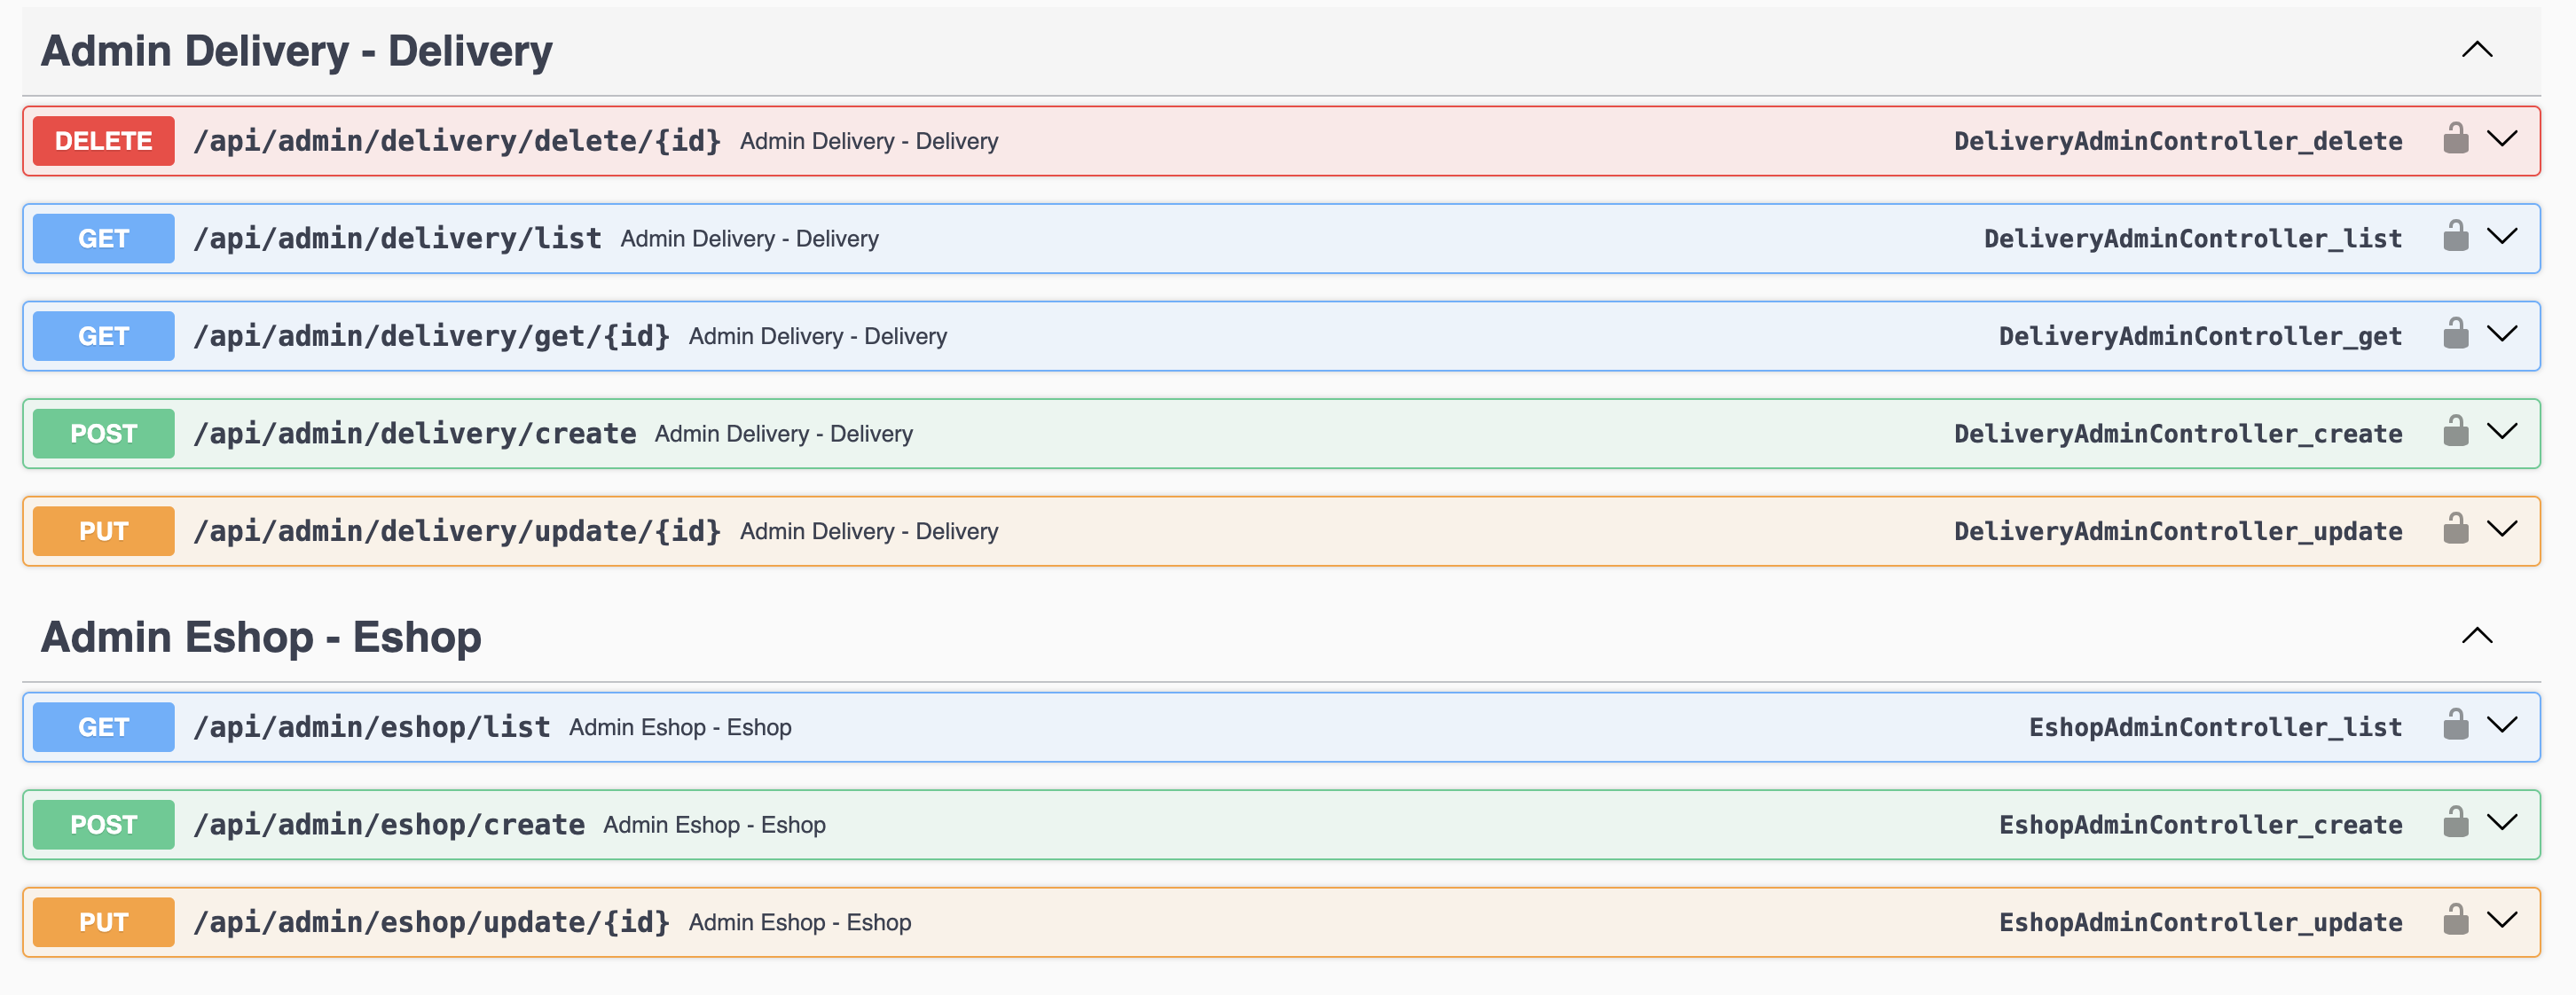 Admin Delivery - Delivery
DELETE /api/admin/delivery/delete/{id} Admin Delivery - Delivery DeliveryAdminController_delete
GET /api/admin/delivery/list Admin Delivery - Delivery DeliveryAdminController_list
GET /api/admin/delivery/get/{id} Admin Delivery - Delivery DeliveryAdminController_get
POST /api/admin/delivery/create Admin Delivery - Delivery DeliveryAdminController_create
PUT /api/admin/delivery/update/{id} Admin Delivery - Delivery DeliveryAdminController_update
Admin Eshop - Eshop
GET /api/admin/eshop/list Admin Eshop - Eshop EshopAdminController_list
POST /api/admin/eshop/create Admin Eshop - Eshop EshopAdminController_create
PUT /api/admin/eshop/update/{id} Admin Eshop - Eshop EshopAdminController_update